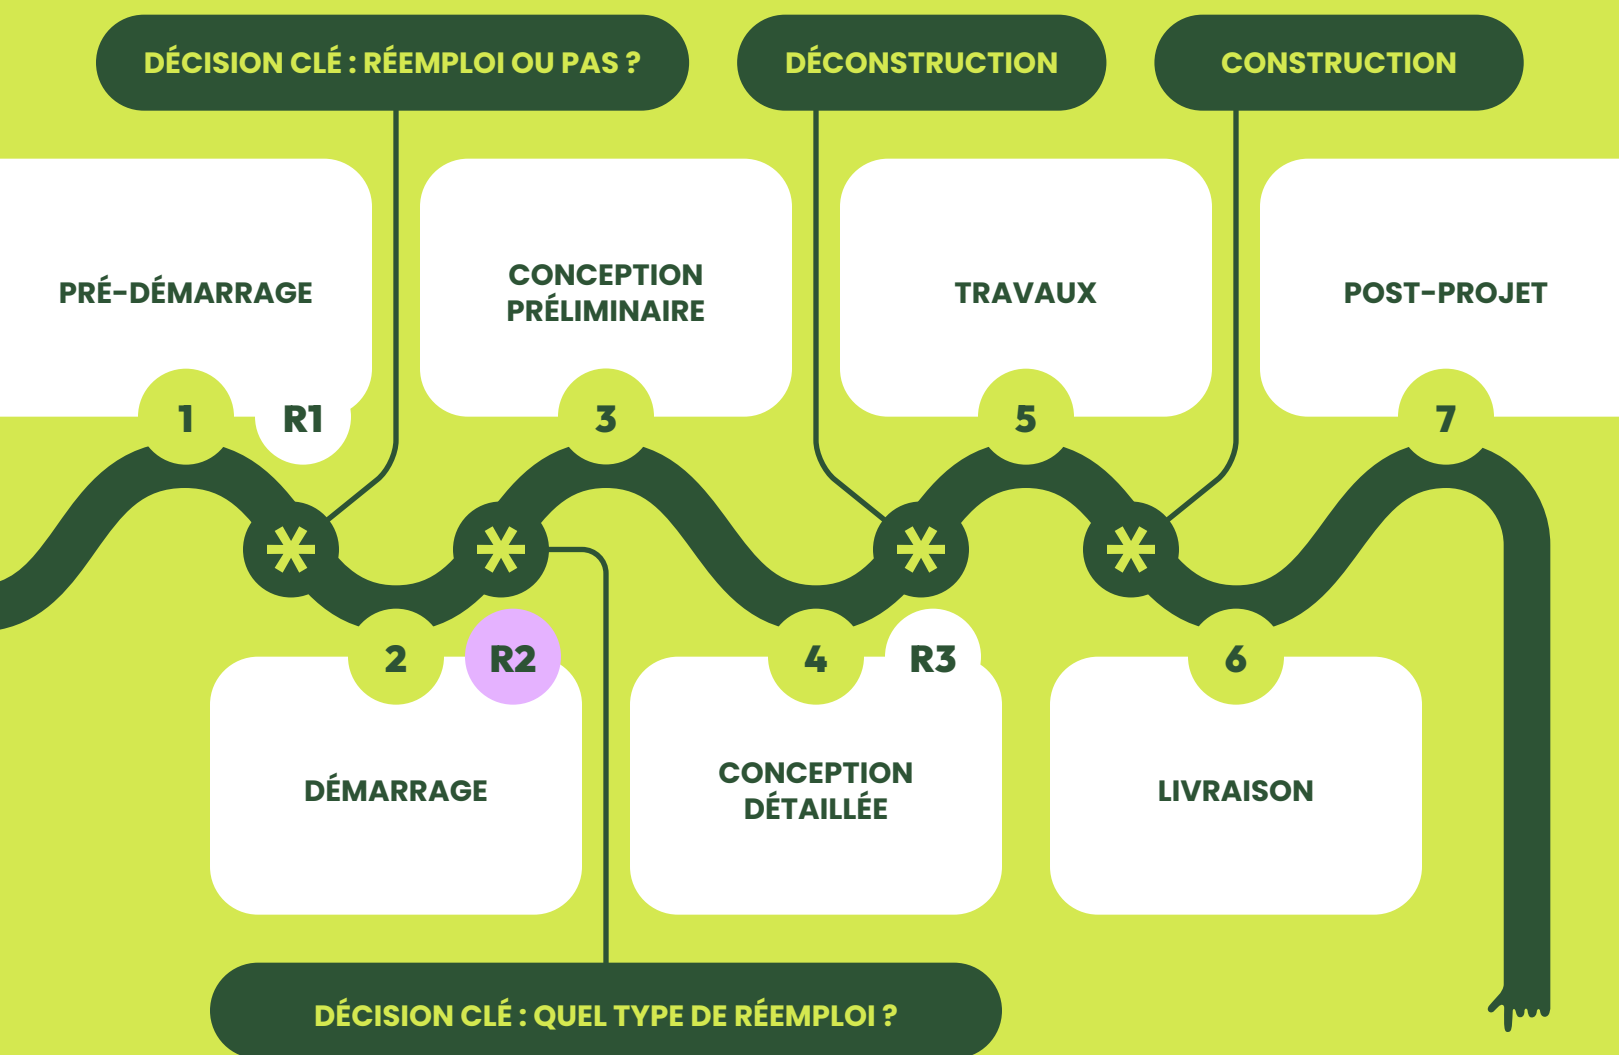 DÉCISION CLÉ : RÉEMPLOI OU PAS ?
DÉCONSTRUCTION
CONSTRUCTION
PRÉ-DÉMARRAGE
CONCEPTION
PRÉLIMINAIRE
TRAVAUX
POST-PROJET
1
R1
3
5
7
2
R2
4
R3
6
DÉMARRAGE
CONCEPTION
DÉTAILLÉE
LIVRAISON
DÉCISION CLÉ : QUEL TYPE DE RÉEMPLOI ?